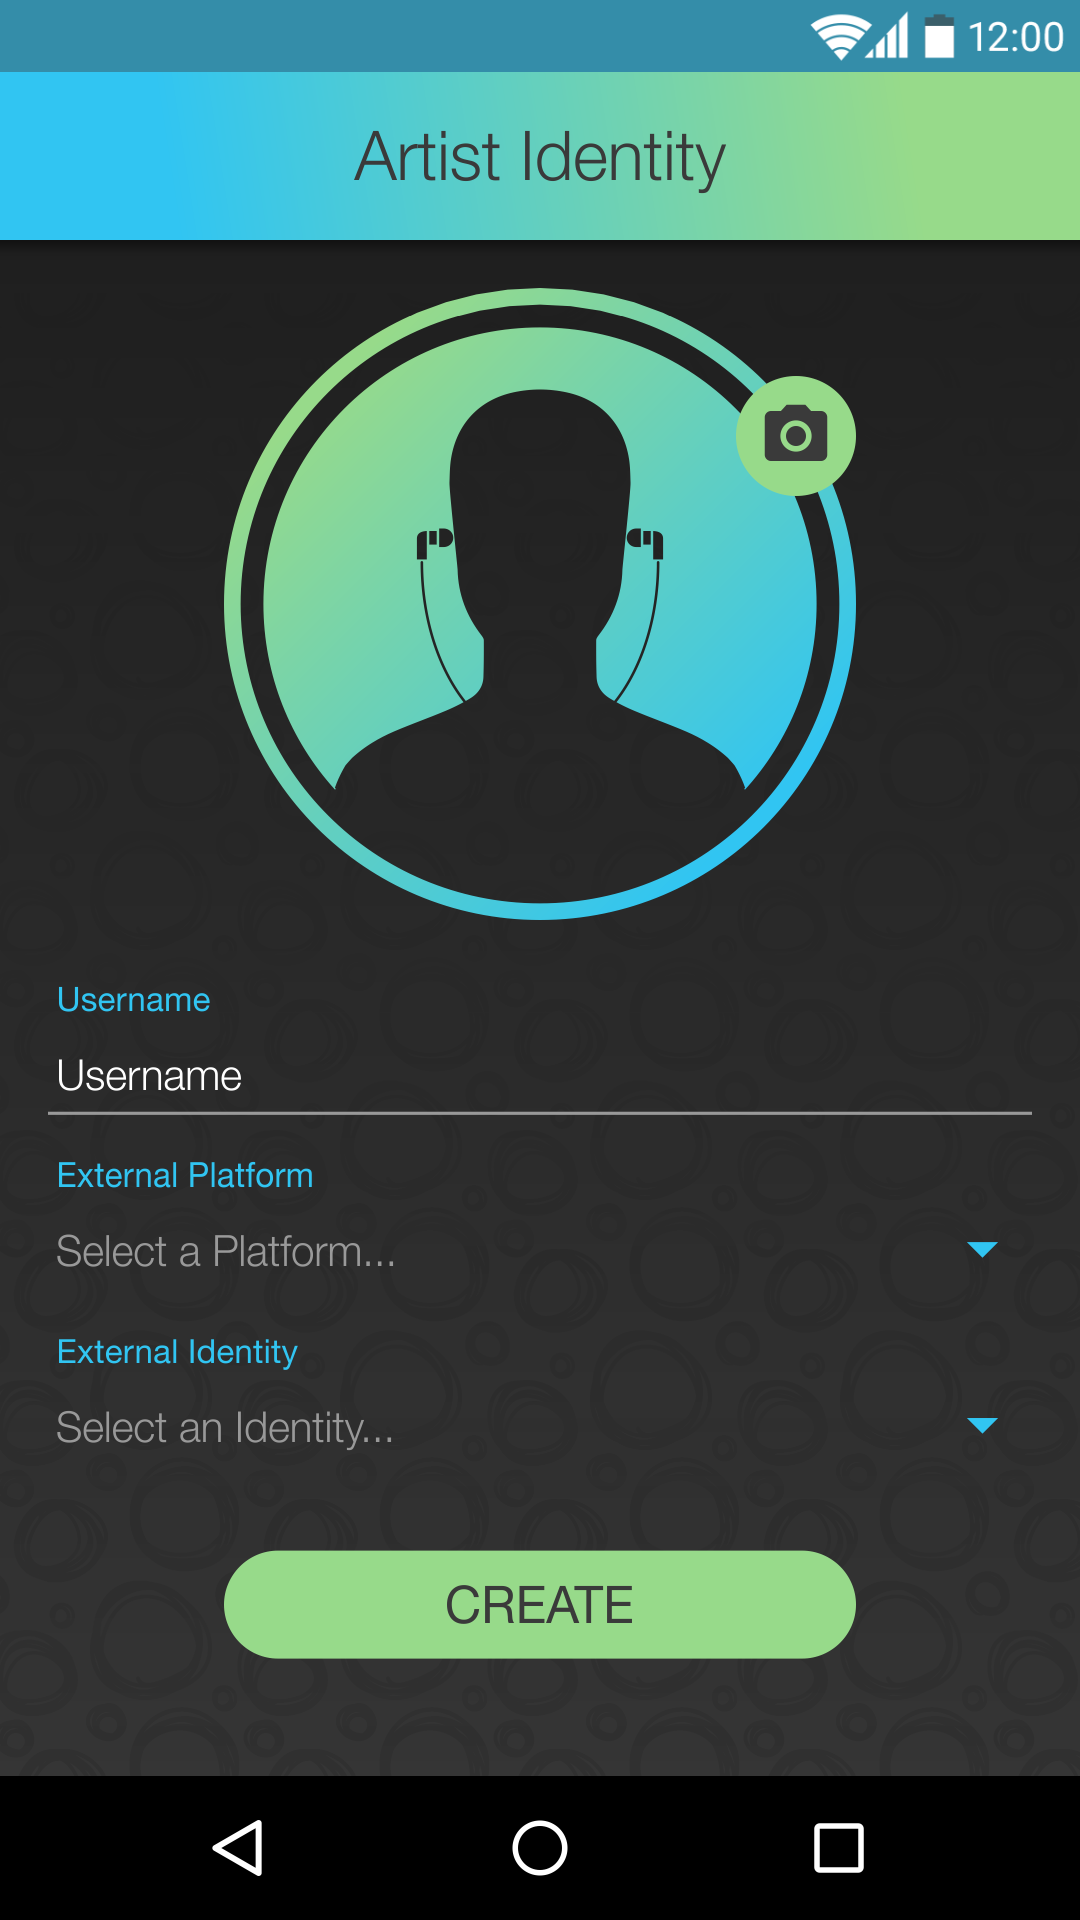 12:00
Artist Identity
Username
Username
External Platform
Select a Platform...
External Identity
Select an Identity...
CREATE